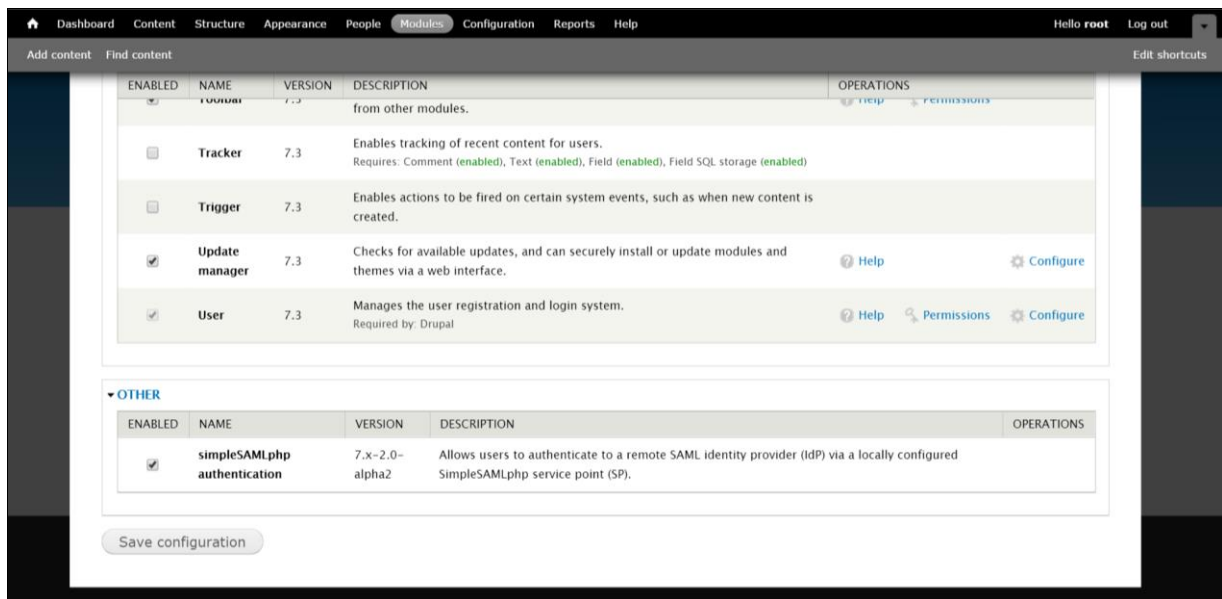 Dashboard Content Structure Appearance People Modules Configuration Reports Help Hello root Log out
Add content Find content Edit shortcuts
ENABLED NAME VERSION DESCRIPTION OPERATIONS
Toolbar 7.3 from other modules. Help Permissions
Enables tracking of recent content for users.
Tracker 7.3
Requires: Comment (enabled), Text (enabled), Field (enabled), Field SQL storage (enabled)
Enables actions to be fired on certain system events, such as when new content is
Trigger 7.3
created.
Update Checks for available updates, and can securely install or update modules and
7.3 Help Configure
manager themes via a web interface.
Manages the user registration and login system.
User 7.3 Help Permissions Configure
Required by: Drupal
OTHER
ENABLED NAME VERSION DESCRIPTION OPERATIONS
simpleSAMLphp 7.x-2.0- Allows users to authenticate to a remote SAML identity provider (IdP) via a locally configured
authentication alpha2 SimpleSAMLphp service point (SP).
Save configuration